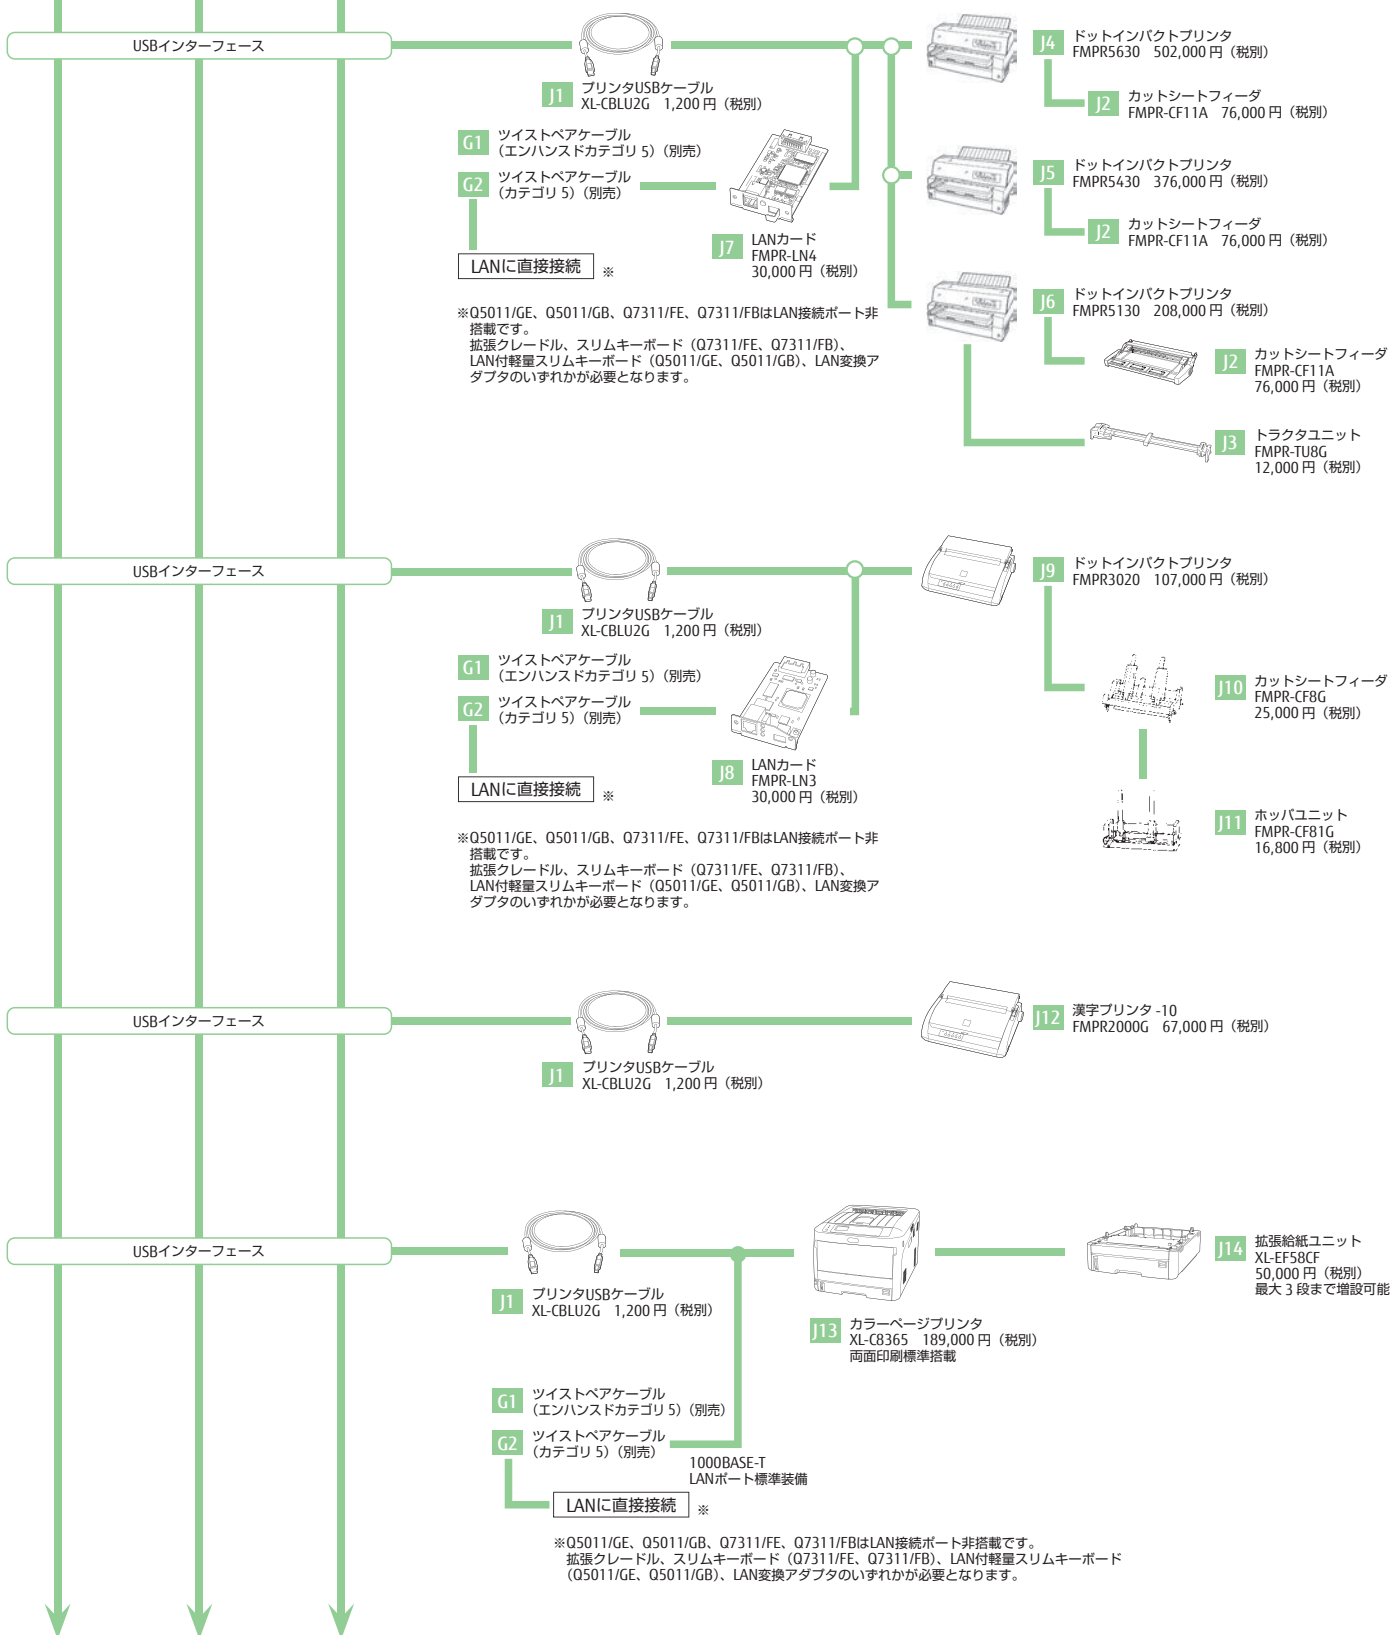 USBインターフェース
J1
プリンタUSBケーブル
XL-CBLU2G 1,200円（税別）
G1
ツイストペアケーブル
（エンハンスドカテゴリ 5）（別売）
G2
ツイストペアケーブル
（カテゴリ 5）（別売）
LANに直接接続 ※
J7
LANカード
FMPR-LN4
30,000円（税別）
※Q5011/GE、Q5011/GB、Q7311/FE、Q7311/FBはLAN接続ポート非
搭載です。
拡張クレードル、スリムキーボード（Q7311/FE、Q7311/FB）、
LAN付軽量スリムキーボード（Q5011/GE、Q5011/GB）、LAN変換ア
ダプタのいずれかが必要となります。
J4
ドットインパクトプリンタ
FMPR5630 502,000円（税別）
J2
カットシートフィーダ
FMPR-CF11A 76,000円（税別）
J5
ドットインパクトプリンタ
FMPR5430 376,000円（税別）
J2
カットシートフィーダ
FMPR-CF11A 76,000円（税別）
J6
ドットインパクトプリンタ
FMPR5130 208,000円（税別）
J2
カットシートフィーダ
FMPR-CF11A
76,000円（税別）
J3
トラクタユニット
FMPR-TU8G
12,000円（税別）
USBインターフェース
J1
プリンタUSBケーブル
XL-CBLU2G 1,200円（税別）
G1
ツイストペアケーブル
（エンハンスドカテゴリ 5）（別売）
G2
ツイストペアケーブル
（カテゴリ 5）（別売）
LANに直接接続 ※
J8
LANカード
FMPR-LN3
30,000円（税別）
※Q5011/GE、Q5011/GB、Q7311/FE、Q7311/FBはLAN接続ポート非
搭載です。
拡張クレードル、スリムキーボード（Q7311/FE、Q7311/FB）、
LAN付軽量スリムキーボード（Q5011/GE、Q5011/GB）、LAN変換ア
ダプタのいずれかが必要となります。
J9
ドットインパクトプリンタ
FMPR3020 107,000円（税別）
J10
カットシートフィーダ
FMPR-CF8G
25,000円（税別）
J11
ホッパユニット
FMPR-CF81G
16,800円（税別）
USBインターフェース
J1
プリンタUSBケーブル
XL-CBLU2G 1,200円（税別）
J12
漢字プリンタ -10
FMPR2000G 67,000円（税別）
USBインターフェース
J1
プリンタUSBケーブル
XL-CBLU2G 1,200円（税別）
J13
カラーページプリンタ
XL-C8365 189,000円（税別）
両面印刷標準搭載
J14
拡張給紙ユニット
XL-EF58CF
50,000円（税別）
最大 3 段まで増設可能
G1
ツイストペアケーブル
（エンハンスドカテゴリ 5）（別売）
G2
ツイストペアケーブル
（カテゴリ 5）（別売）
1000BASE-T
LANポート標準装備
LANに直接接続 ※
※Q5011/GE、Q5011/GB、Q7311/FE、Q7311/FBはLAN接続ポート非搭載です。
拡張クレードル、スリムキーボード（Q7311/FE、Q7311/FB）、LAN付軽量スリムキーボード
（Q5011/GE、Q5011/GB）、LAN変換アダプタのいずれかが必要となります。